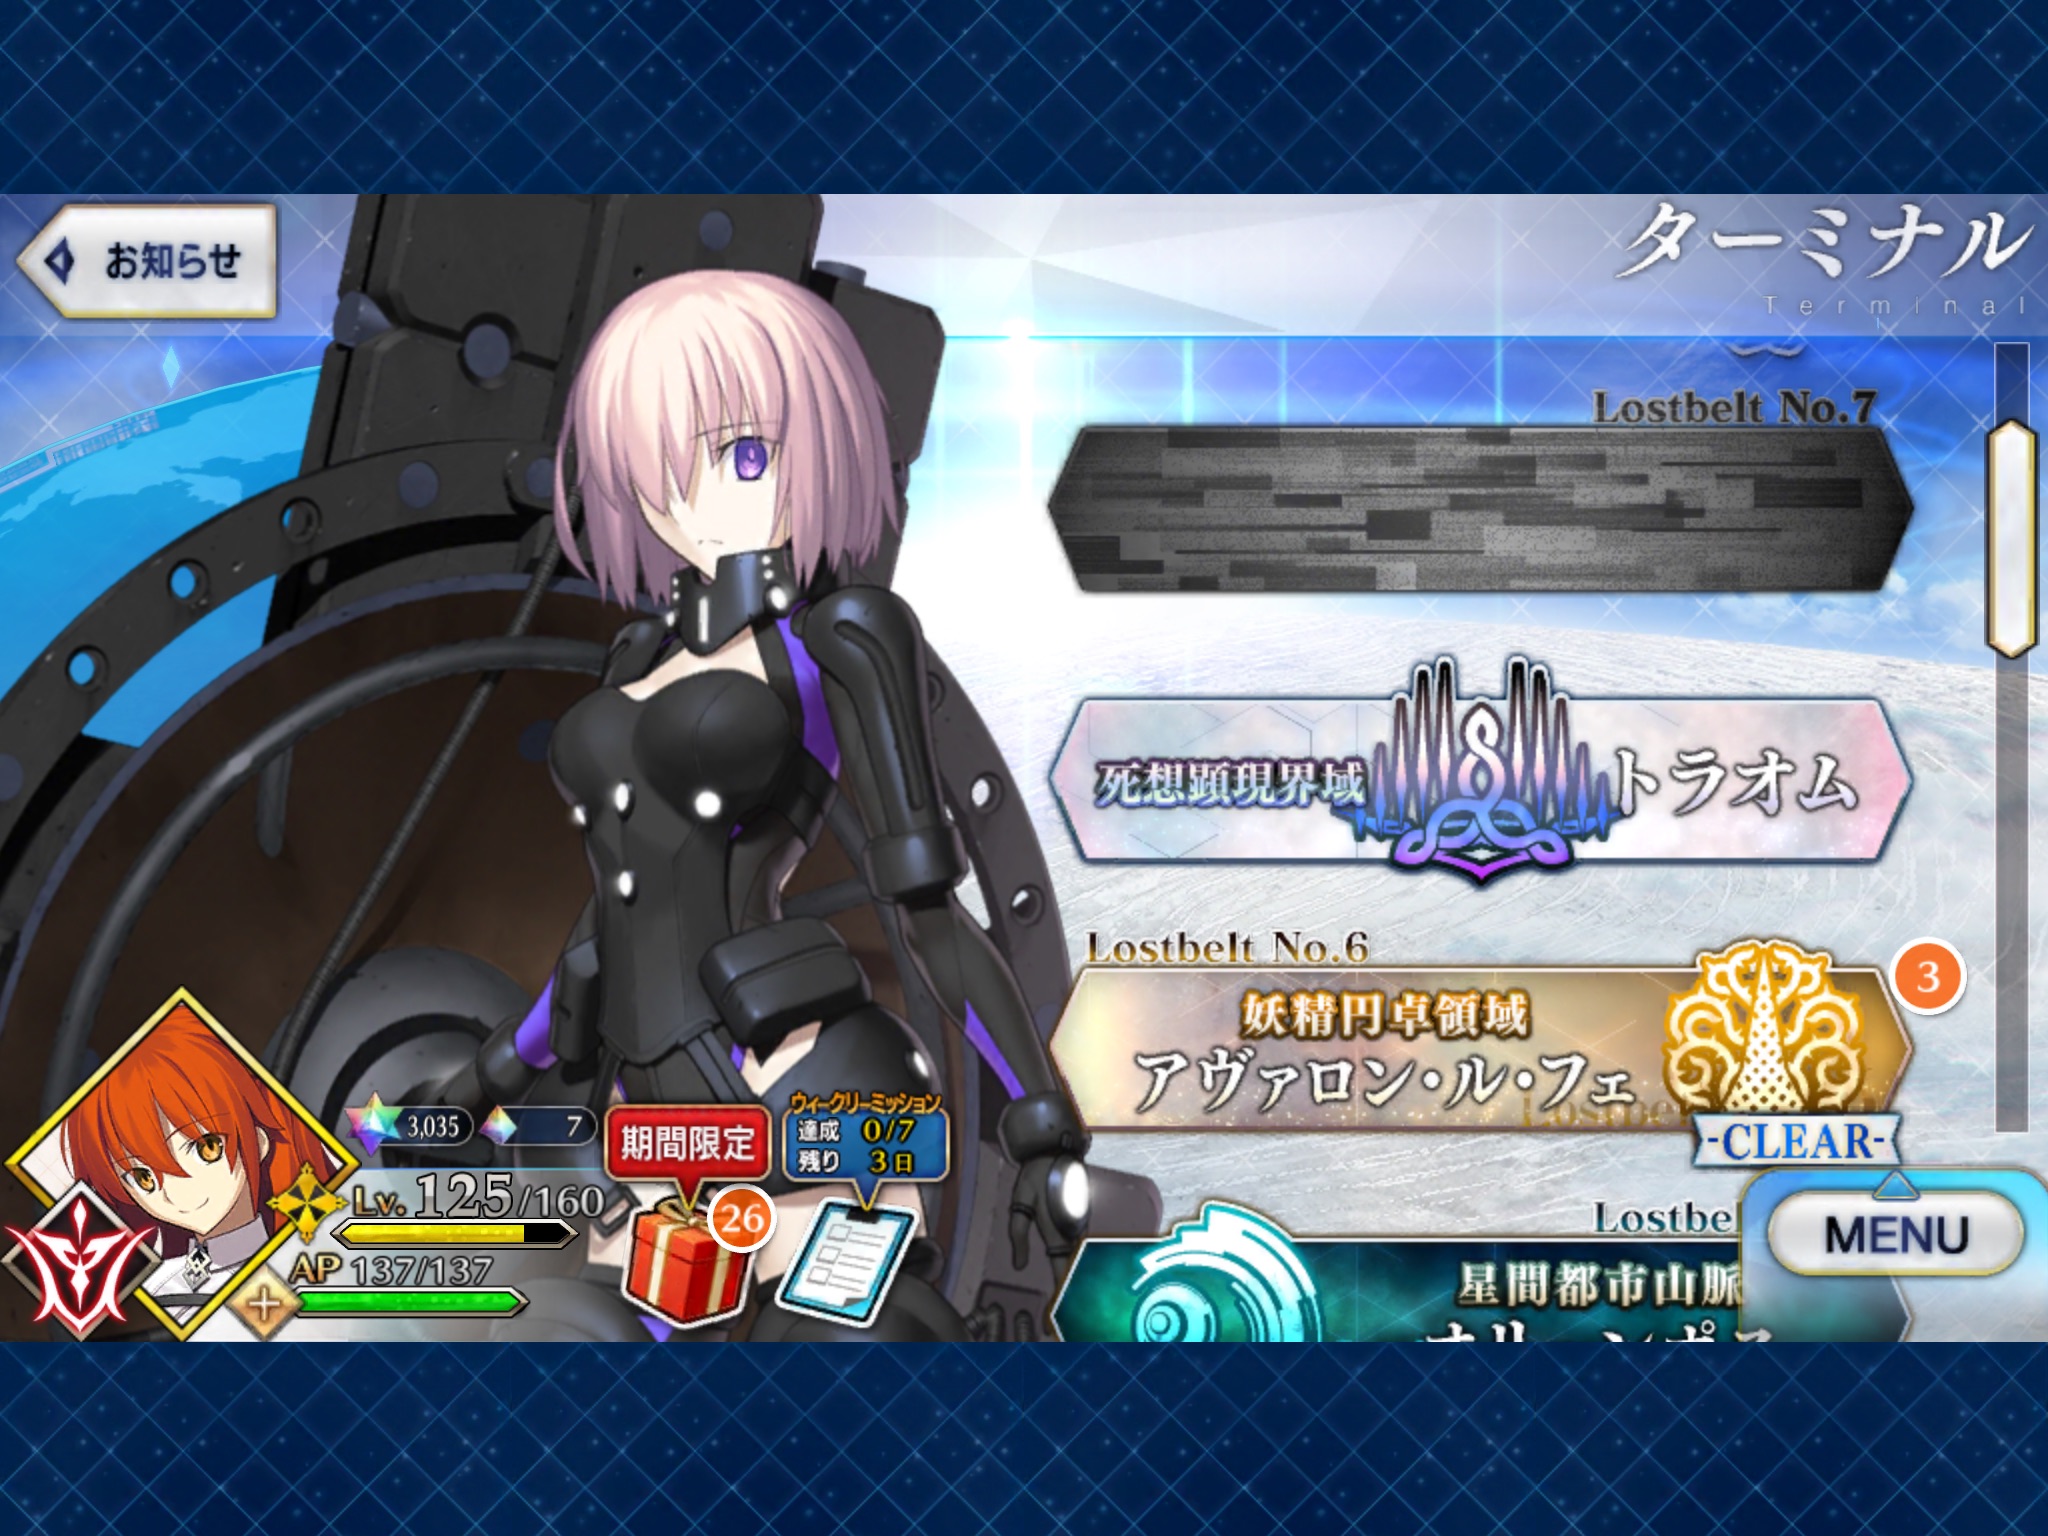 お知らせ
ターミナル
Terminal
Lostbelt No.7
死想顕現界域
トラオム
Lostbelt No.6
3
妖精円卓領域
アヴァロン・ル・フェ
-CLEAR-
星間都市山脈
MENU
3,035
7
期間限定
26
ウィークリーミッション
達成 0/7
残り 3日
Lv. 125/160
AP 137/137